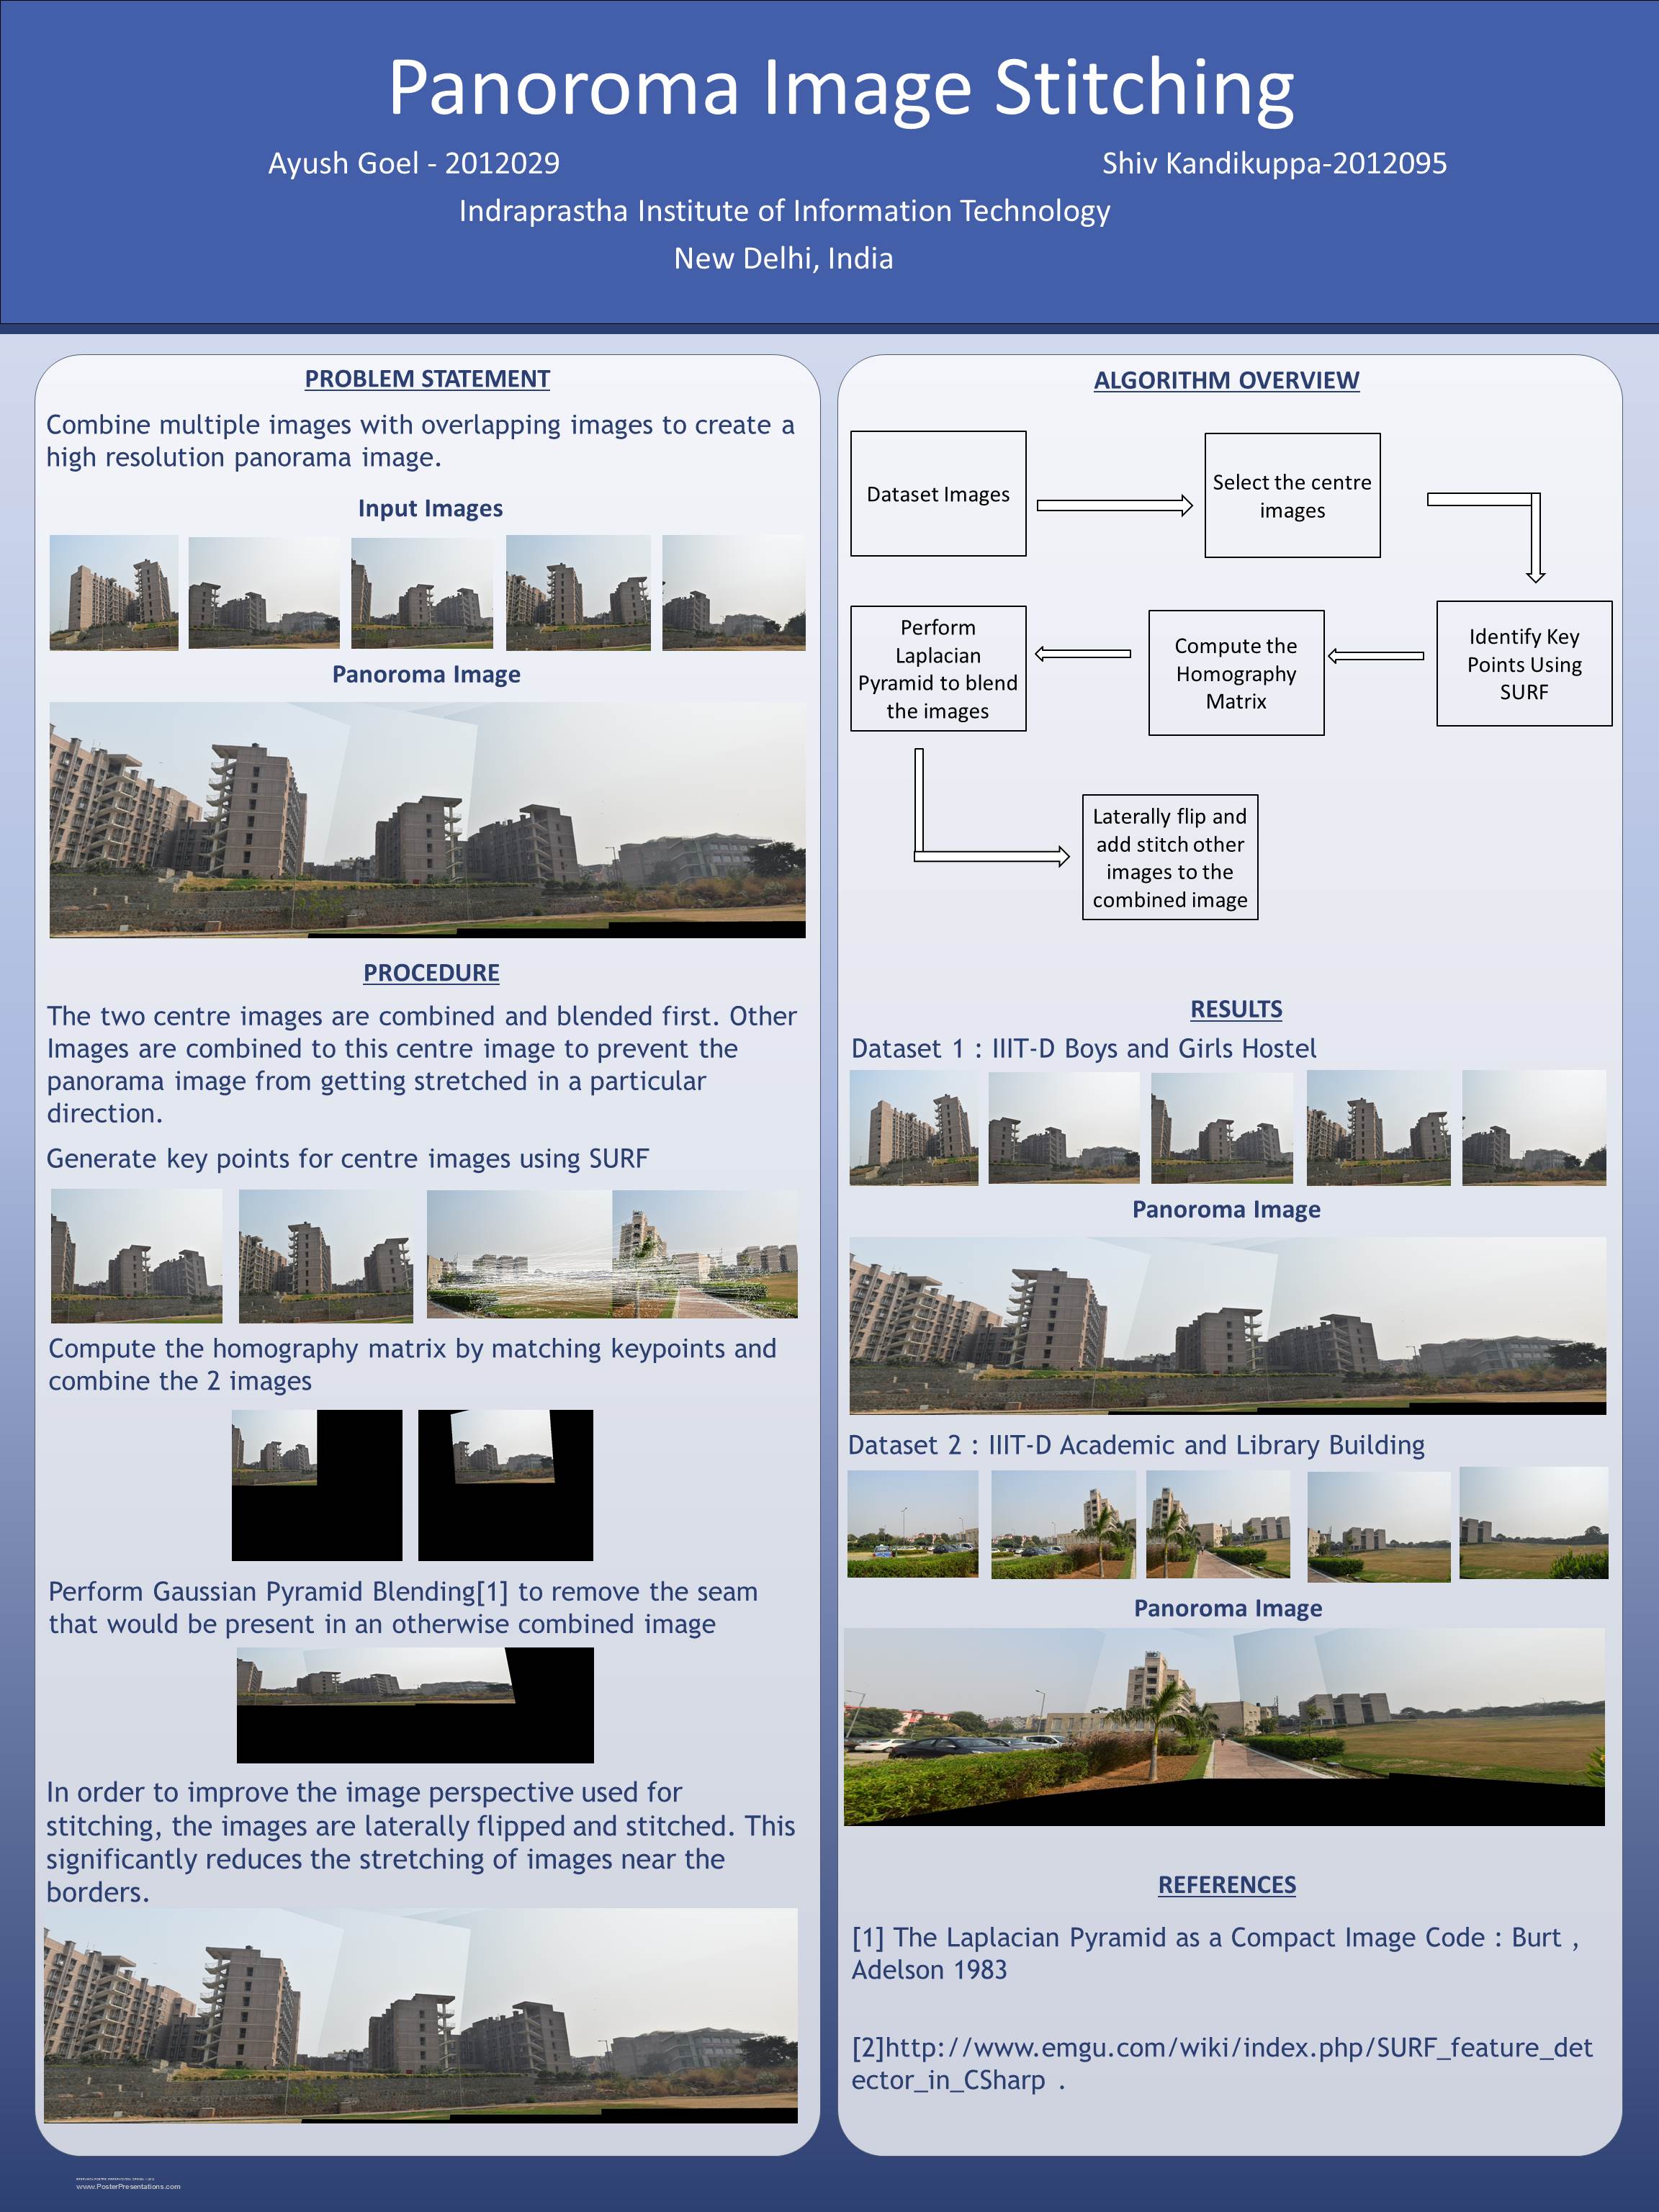 Panoroma Image Stitching
Ayush Goel - 2012029
Shiv Kandikuppa-2012095
Indraprastha Institute of Information Technology
New Delhi, India
PROBLEM STATEMENT
Combine multiple images with overlapping images to create a
high resolution panorama image.
Input Images
Panoroma Image
PROCEDURE
The two centre images are combined and blended first. Other
Images are combined to this centre image to prevent the
panorama image from getting stretched in a particular
direction.
Generate key points for centre images using SURF
Compute the homography matrix by matching keypoints and
combine the 2 images
Perform Gaussian Pyramid Blending[1] to remove the seam
that would be present in an otherwise combined image
In order to improve the image perspective used for
stitching, the images are laterally flipped and stitched. This
significantly reduces the stretching of images near the
borders.
ALGORITHM OVERVIEW
Dataset Images
Select the centre
images
Identify Key
Points Using
SURF
Compute the
Homography
Matrix
Perform
Laplacian
Pyramid to blend
the images
Laterally flip and
add stitch other
images to the
combined image
RESULTS
Dataset 1 : IIIT-D Boys and Girls Hostel
Panoroma Image
Dataset 2 : IIIT-D Academic and Library Building
Panoroma Image
REFERENCES
[1] The Laplacian Pyramid as a Compact Image Code : Burt ,
Adelson 1983
[2]http://www.emgu.com/wiki/index.php/SURF_feature_det
ector_in_CSharp .
www.PosterPresentations.com